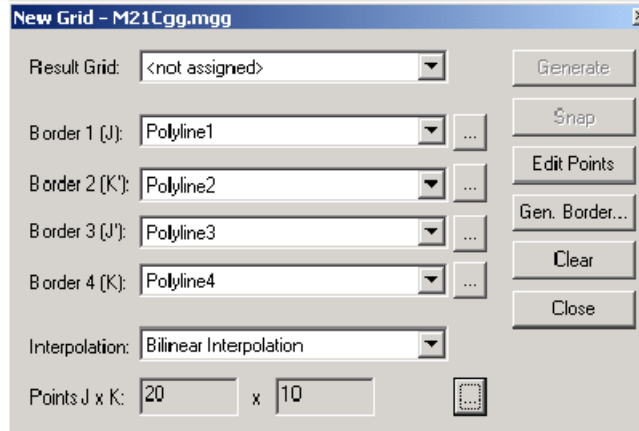 New Grid - M21Cgg.mgg
Result Grid: <not assigned> Generate
Snap
Border 1 (J): Polyline1 ...
Edit Points
Border 2 (K'): Polyline2 ...
Gen. Border...
Border 3 (J'): Polyline3 ...
Clear
Border 4 (K): Polyline4 ...
Close
Interpolation: Bilinear Interpolation
Points J x K: 20 x 10 ...